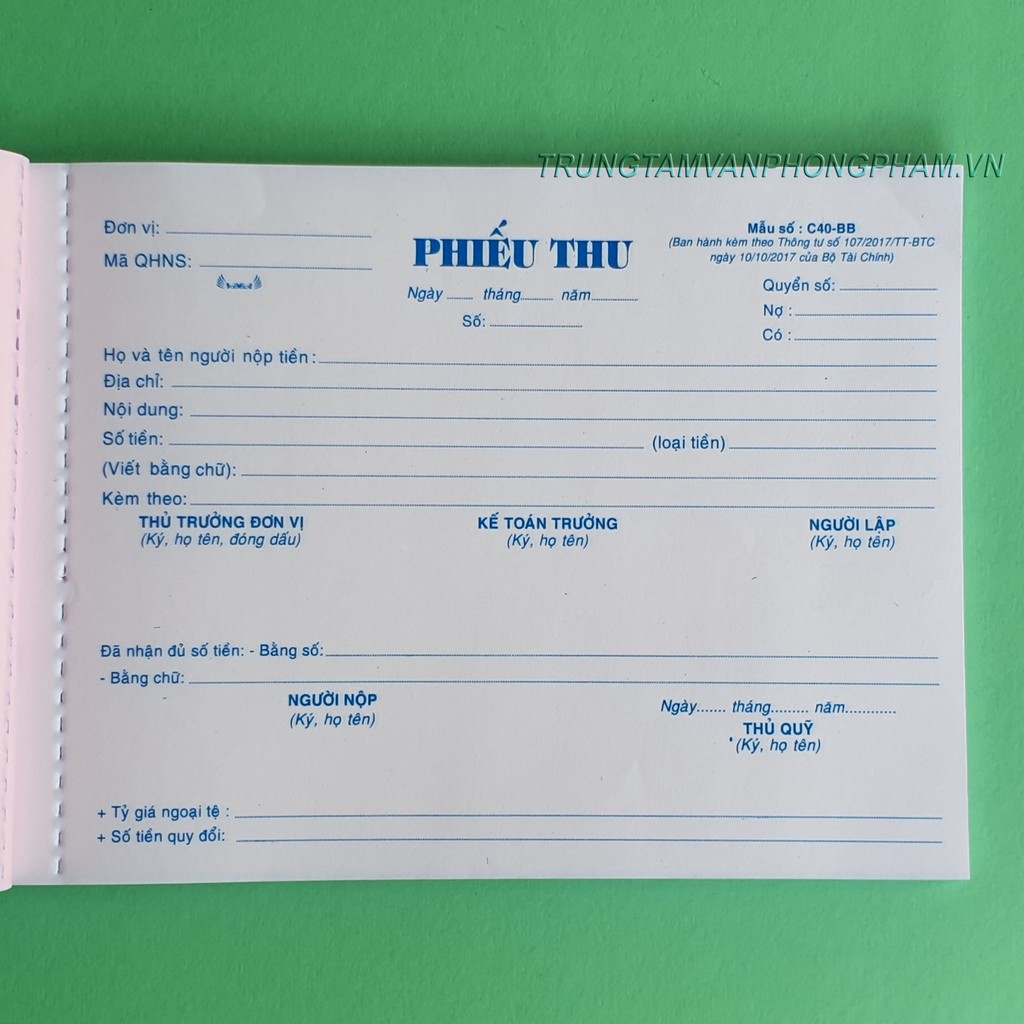 TRUNGTAMVANPHONGPHAM.VN
Đơn vị:
Mã QHNS:
PHIẾU THU
Ngày ........ tháng.......... năm..............
Số:
Mẫu số : C40-BB
(Ban hành kèm theo Thông tư số 107/2017/TT-BTC
ngày 10/10/2017 của Bộ Tài Chính)
Quyển số:
Nợ :
Có :
Họ và tên người nộp tiền :
Địa chỉ:
Nội dung:
Số tiền: (loại tiền)
(Viết bằng chữ):
Kèm theo:
THỦ TRƯỞNG ĐƠN VỊ KẾ TOÁN TRƯỞNG NGƯỜI LẬP
(Ký, họ tên, đóng dấu) (Ký, họ tên) (Ký, họ tên)
Đã nhận đủ số tiền: - Bằng số:
- Bằng chữ:
NGƯỜI NỘP
(Ký, họ tên)
Ngày....... tháng......... năm............
THỦ QUỸ
(Ký, họ tên)
+ Tỷ giá ngoại tệ :
+ Số tiền quy đổi: